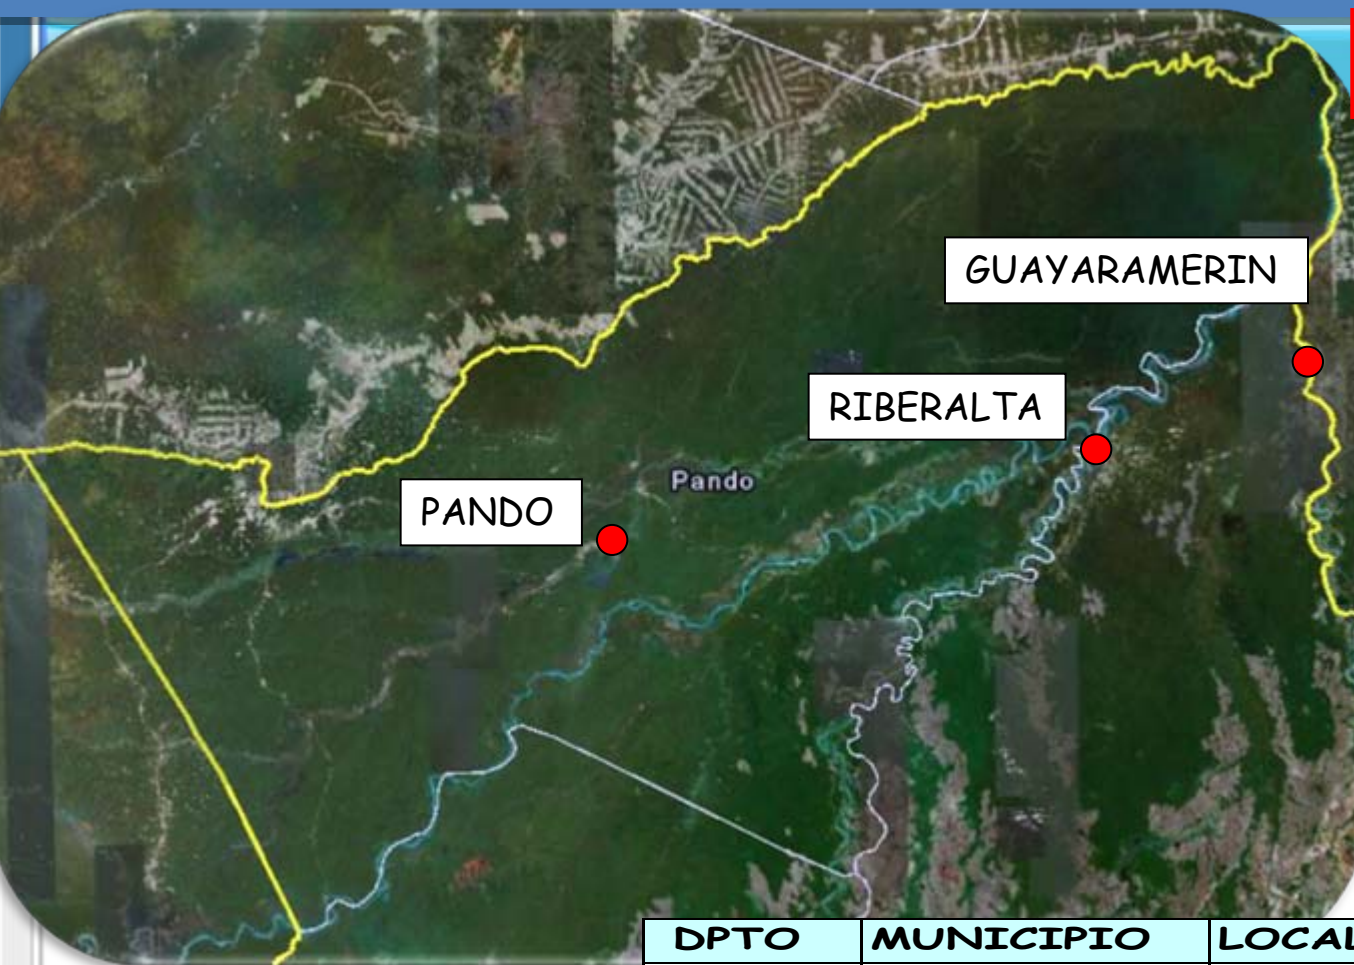 GUAYARAMERIN
RIBERALTA
Pando
PANDO
DPTO MUNICIPIO